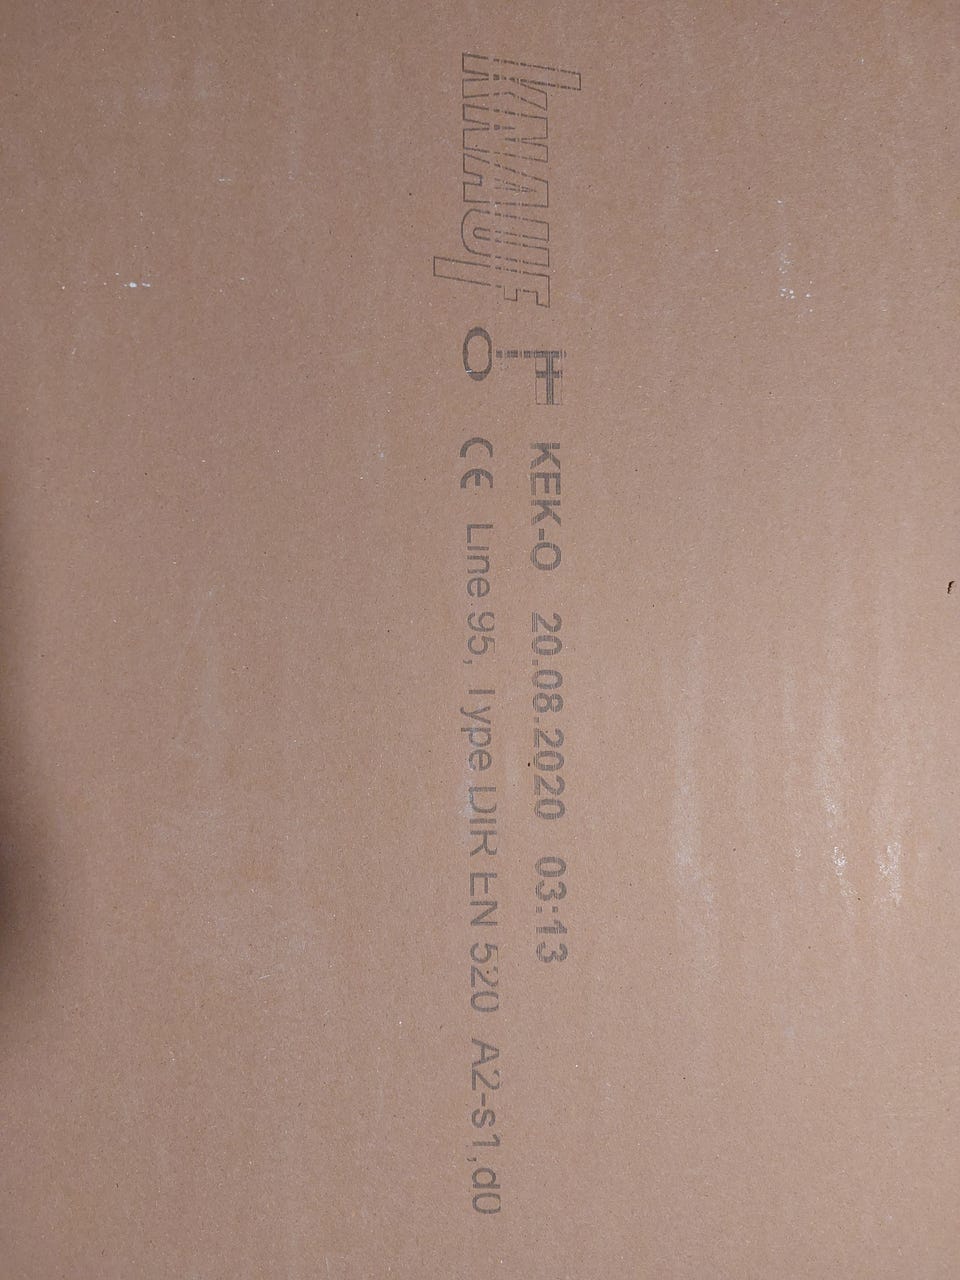 KNAUF KEK-O 20.08.2020 03:13
CE Line 95, Type DIR EN 520 A2-s1,d0